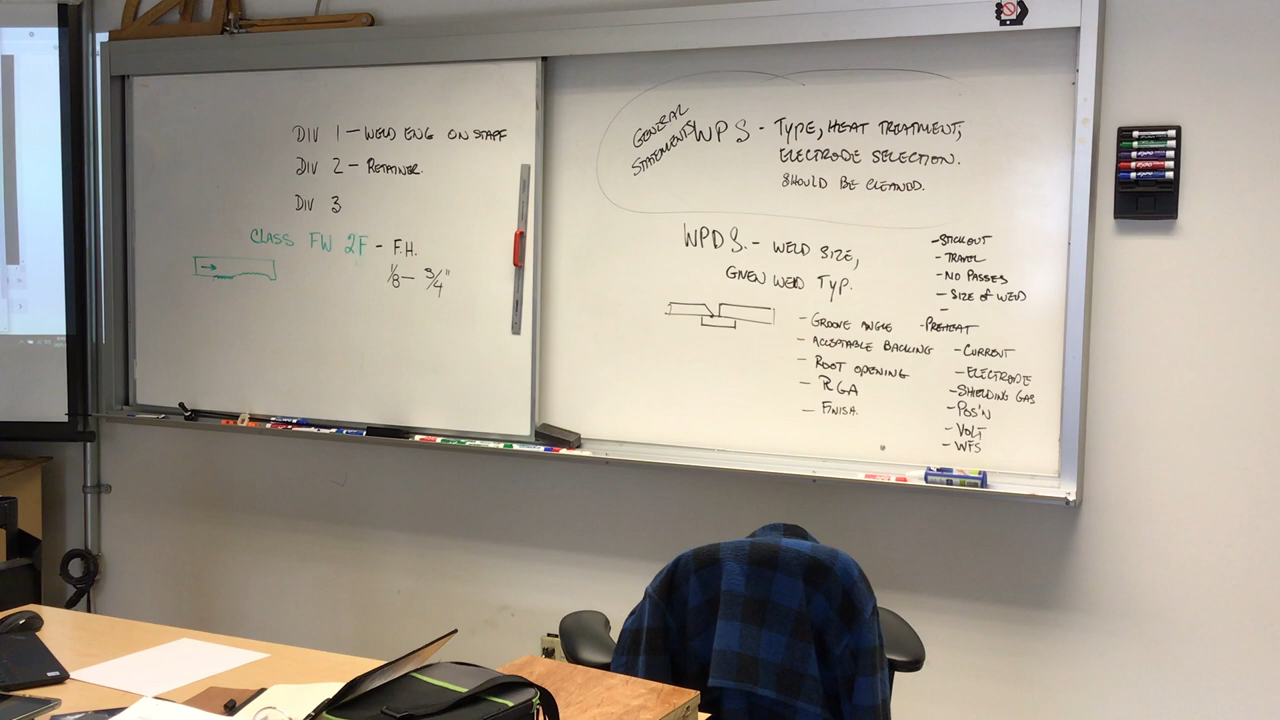 DIV 1 - WELD ENG ON STAFF
DIV 2 - RETAINER.
DIV 3
CLASS FW 2F - F.H.
1/8 - 3/4"
GENERAL
STATEMENTS
WPS - TYPE, HEAT TREATMENT,
ELECTRODE SELECTION.
SHOULD BE CLEANED.
WPDS. - WELD SIZE,
GIVEN WELD TYP.
- GROOVE ANGLE
- ACCEPTABLE BACKING
- ROOT OPENING
- RGA
- FINISH.
- STICKOUT
- TRAVEL
- NO PASSES
- SIZE OF WELD
-
- PREHEAT
- CURRENT
- ELECTRODE
- SHIELDING GAS
- POS'N
- VOLT
- WFS